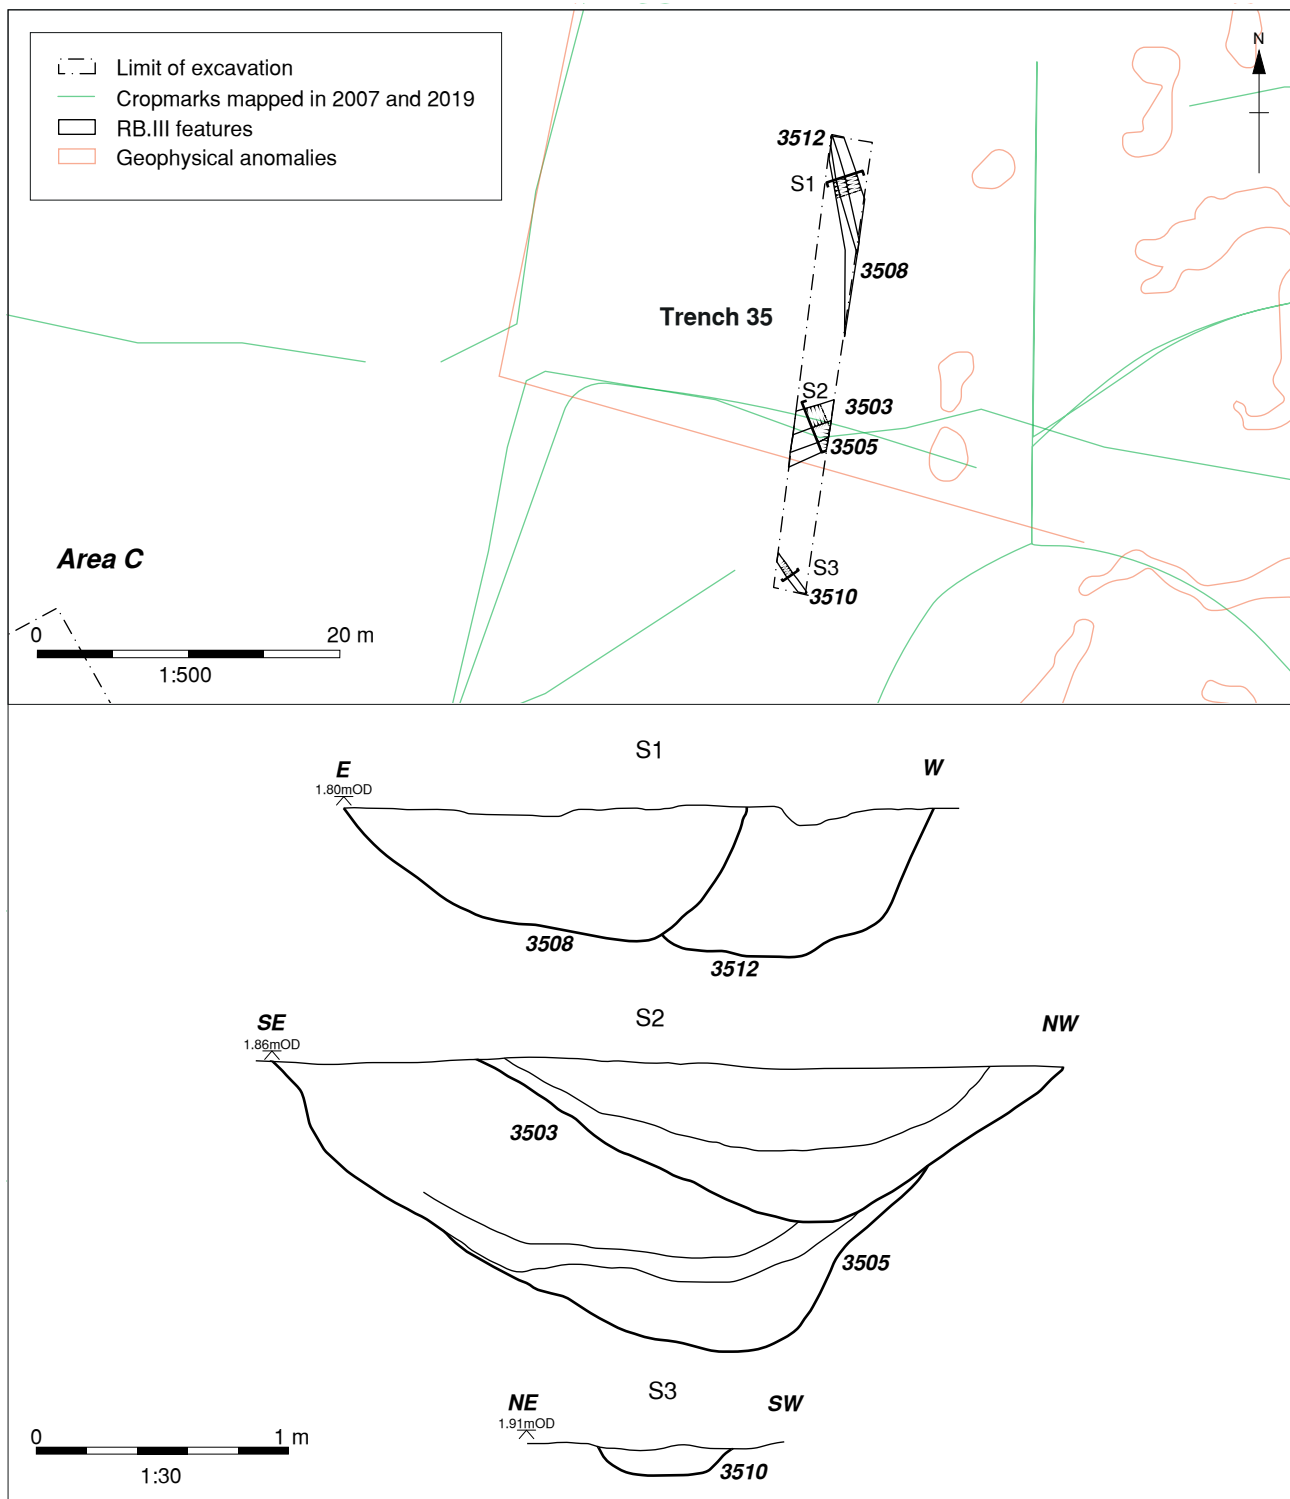 Limit of excavation
Cropmarks mapped in 2007 and 2019
RB.III features
Geophysical anomalies
N
3512
S1
3508
Trench 35
S2
3503
3505
Area C
S3
3510
0 20 m
1:500
S1
E W
1.80mOD
3508
3512
S2
SE NW
1.86mOD
3503
3505
S3
NE SW
1.91mOD
3510
0 1 m
1:30